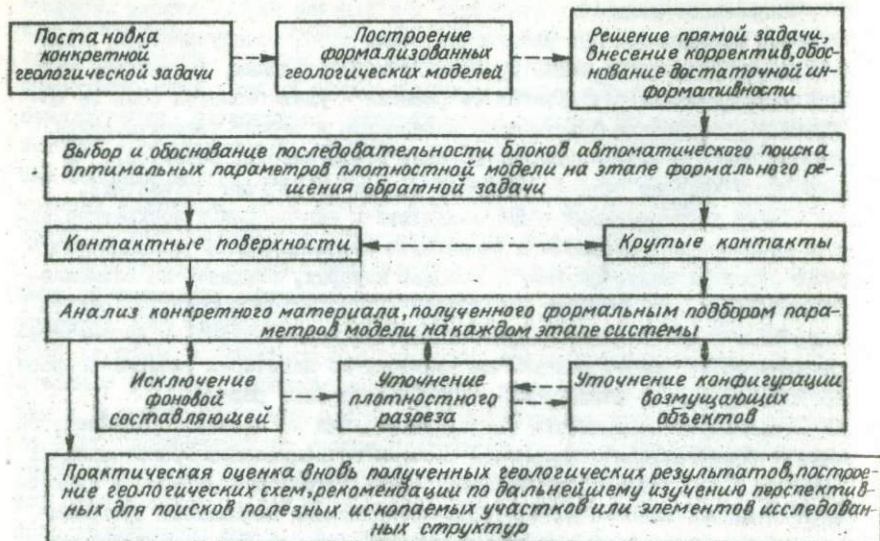 Постановка
конкретной
геологической задачи
Построение
формализованных
геологических моделей
Решение прямой задачи,
внесение корректив, обос-
нование достаточной ин-
формативности
Выбор и обоснование последовательности блоков автоматического поиска
оптимальных параметров плотностной модели на этапе формального ре-
шения обратной задачи
Контактные поверхности
Крутые контакты
Анализ конкретного материала, полученного формальным подбором пара-
метров модели на каждом этапе системы
Исключение
фоновой
составляющей
Уточнение
плотностного
разреза
Уточнение конфигурации
возмущающих
объектов
Практическая оценка вновь полученных геологических результатов, построе-
ние геологических схем, рекомендации по дальнейшему изучению перспектив-
ных для поисков полезных ископаемых участков или элементов исследован-
ных структур